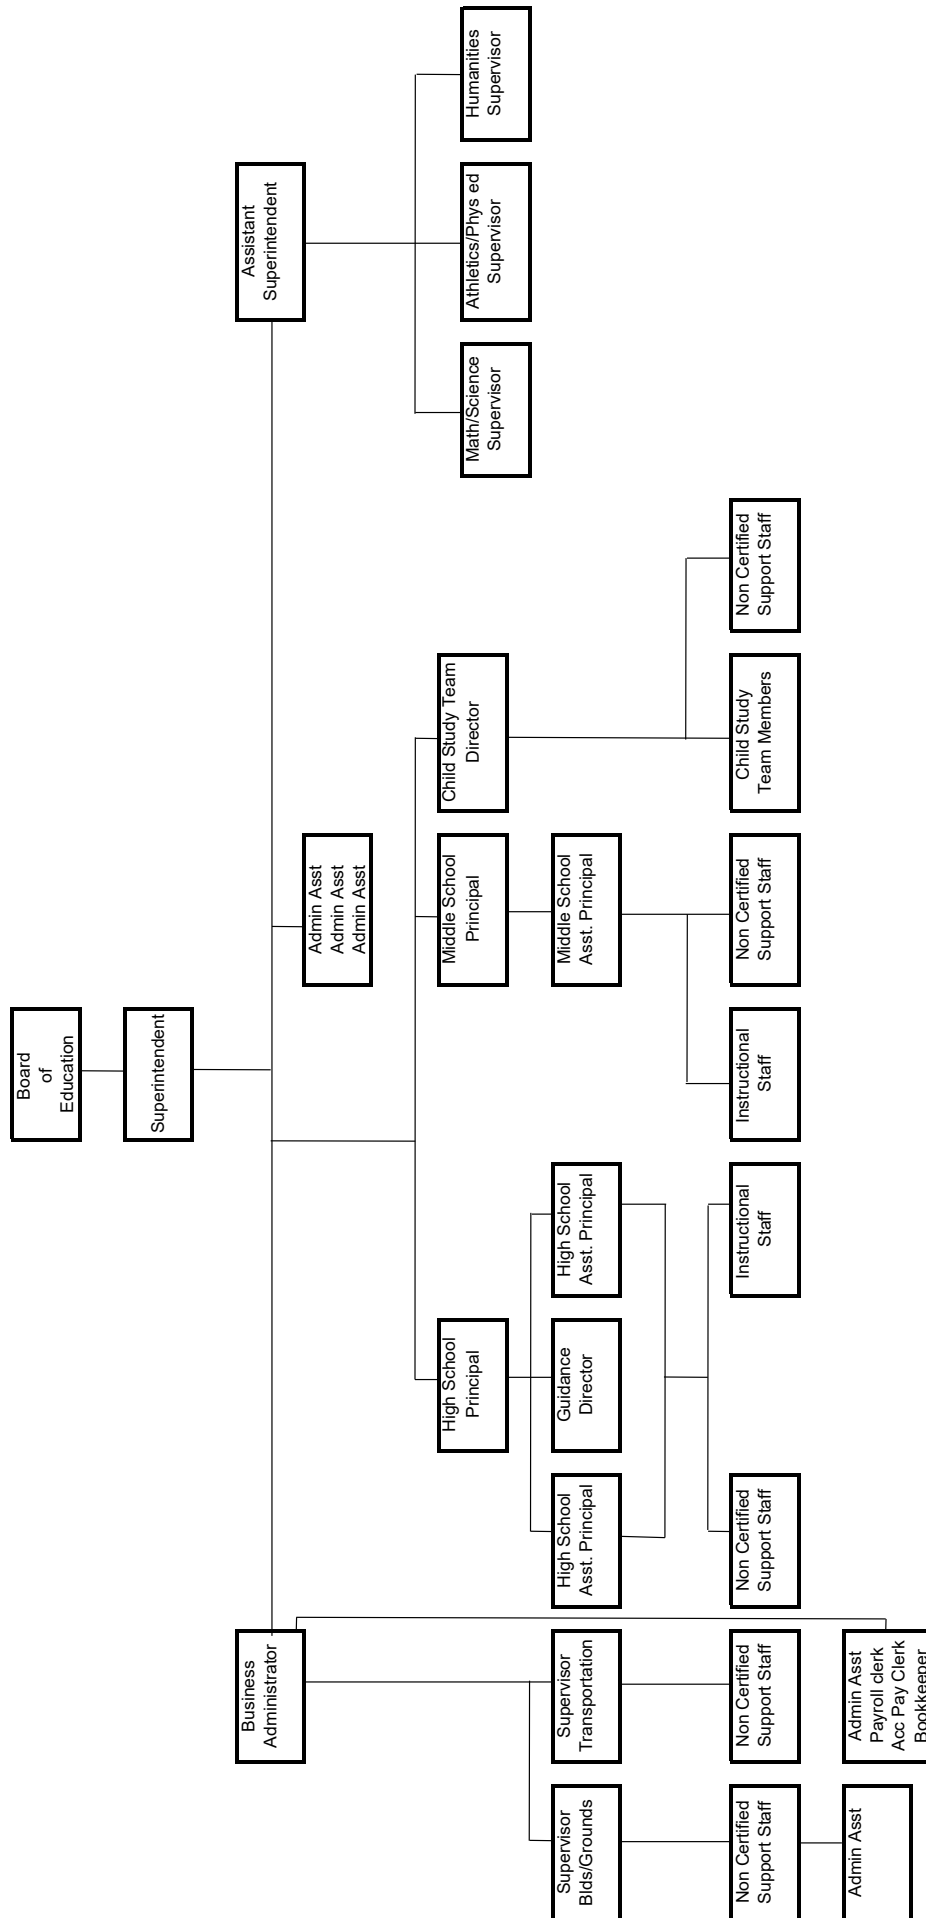 Board
of
Education
Superintendent
Business
Administrator
Assistant
Superintendent
Admin Asst
Admin Asst
Admin Asst
High School
Principal
Middle School
Principal
Child Study Team
Director
Math/Science
Supervisor
Athletics/Phys ed
Supervisor
Humanities
Supervisor
Supervisor
Blds/Grounds
Supervisor
Transportation
High School
Asst. Principal
Guidance
Director
High School
Asst. Principal
Middle School
Asst. Principal
Non Certified
Support Staff
Non Certified
Support Staff
Non Certified
Support Staff
Instructional
Staff
Instructional
Staff
Non Certified
Support Staff
Child Study
Team Members
Non Certified
Support Staff
Admin Asst
Admin Asst
Payroll clerk
Acc Pay Clerk
Bookkeeper